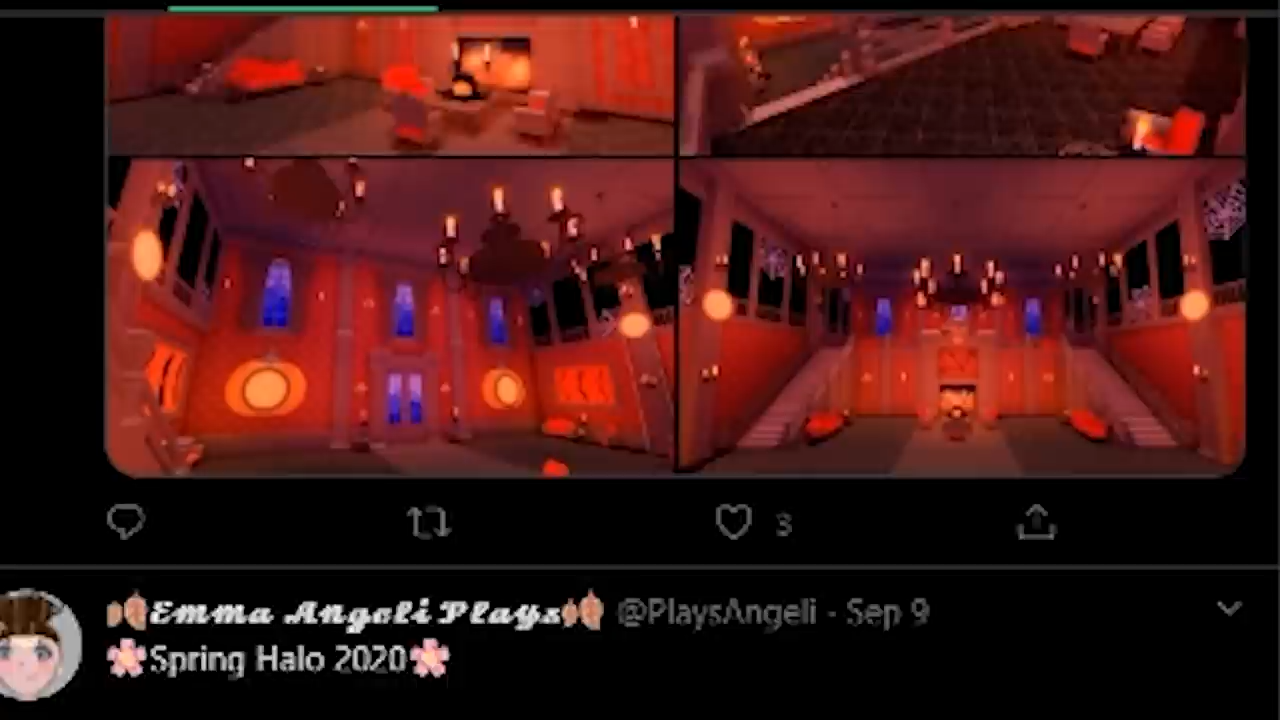 3
Emma Angeli Plays @PlaysAngeli · Sep 9
🌸Spring Halo 2020🌸